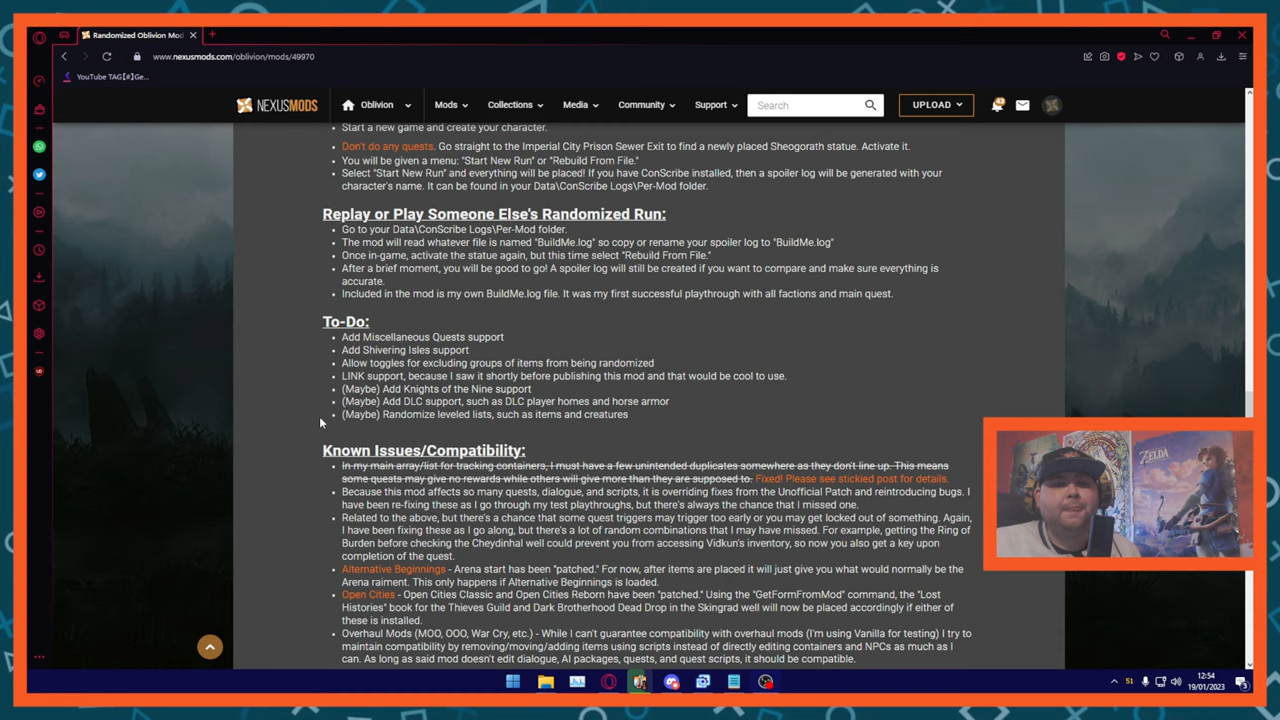 Randomized Oblivion Mod
www.nexusmods.com/oblivion/mods/49970
YouTube TAG【#】Ge...
NEXUSMODS
Oblivion
Mods
Collections
Media
Community
Support
Search
UPLOAD
Start a new game and create your character.
Don't do any quests. Go straight to the Imperial City Prison Sewer Exit to find a newly placed Sheogorath statue. Activate it.
You will be given a menu: "Start New Run" or "Rebuild From File."
Select "Start New Run" and everything will be placed! If you have ConScribe installed, then a spoiler log will be generated with your
character's name. It can be found in your Data\ConScribe Logs\Per-Mod folder.
Replay or Play Someone Else's Randomized Run:
Go to your Data\ConScribe Logs\Per-Mod folder.
The mod will read whatever file is named "BuildMe.log" so copy or rename your spoiler log to "BuildMe.log"
Once in-game, activate the statue again, but this time select "Rebuild From File."
After a brief moment, you will be good to go! A spoiler log will still be created if you want to compare and make sure everything is
accurate.
Included in the mod is my own BuildMe.log file. It was my first successful playthrough with all factions and main quest.
To-Do:
Add Miscellaneous Quests support
Add Shivering Isles support
Allow toggles for excluding groups of items from being randomized
LINK support, because I saw it shortly before publishing this mod and that would be cool to use.
(Maybe) Add Knights of the Nine support
(Maybe) Add DLC support, such as DLC player homes and horse armor
(Maybe) Randomize leveled lists, such as items and creatures
Known Issues/Compatibility:
In my main array/list for tracking containers, I must have a few unintended duplicates somewhere as they don't line up. This means
some quests may give no rewards while others will give more than they are supposed to. Fixed! Please see stickied post for details.
Because this mod affects so many quests, dialogue, and scripts, it is overriding fixes from the Unofficial Patch and reintroducing bugs. I
have been re-fixing these as I go through my test playthroughs, but there's always the chance that I missed one.
Related to the above, but there's a chance that some quest triggers may trigger too early or you may get locked out of something. Again,
I have been fixing these as I go along, but there's a lot of random combinations that I may have missed. For example, getting the Ring of
Burden before checking the Cheydinhal well could prevent you from accessing Vidkun's inventory, so now you also get a key upon
completion of the quest.
Alternative Beginnings - Arena start has been "patched." For now, after items are placed it will just give you what would normally be the
Arena raiment. This only happens if Alternative Beginnings is loaded.
Open Cities - Open Cities Classic and Open Cities Reborn have been "patched." Using the "GetFormFromMod" command, the "Lost
Histories" book for the Thieves Guild and Dark Brotherhood Dead Drop in the Skingrad well will now be placed accordingly if either of
these is installed.
Overhaul Mods (MOO, OOO, War Cry, etc.) - While I can't guarantee compatibility with overhaul mods (I'm using Vanilla for testing) I try to
maintain compatibility by removing/moving/adding items using scripts instead of directly editing containers and NPCs as much as I
can. As long as said mod doesn't edit dialogue, AI packages, quests, and quest scripts, it should be compatible.
ZELDA
51
12:54
19/01/2023
3